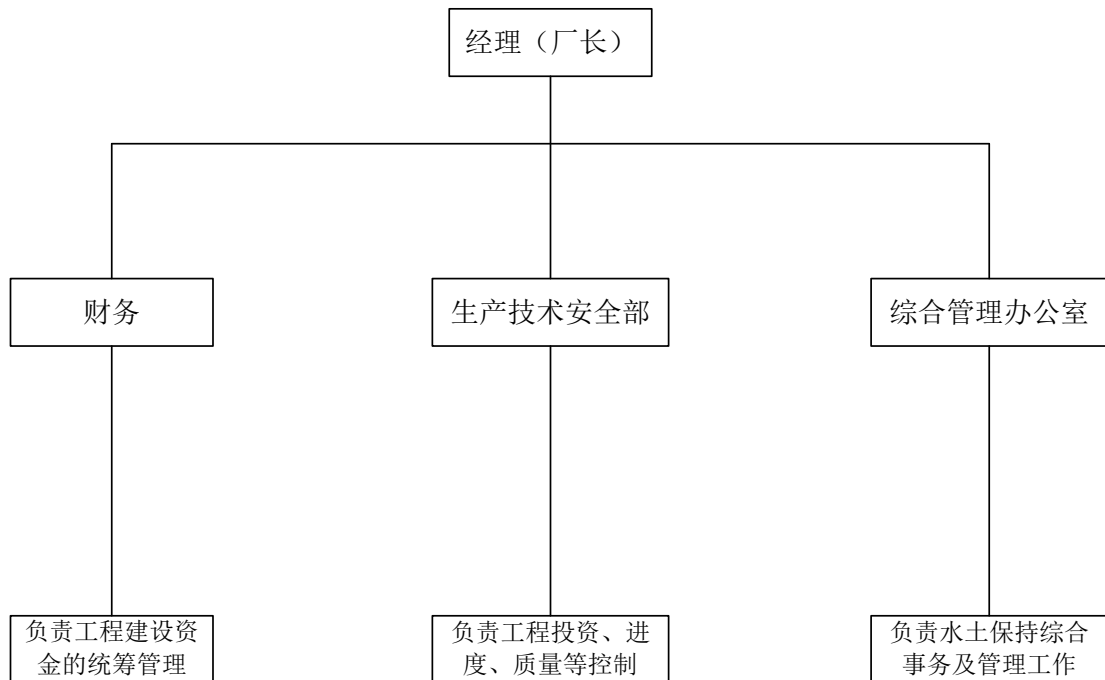 经理（厂长）
财务
生产技术安全部
综合管理办公室
负责工程建设资
金的统筹管理
负责工程投资、进
度、质量等控制
负责水土保持综合
事务及管理工作